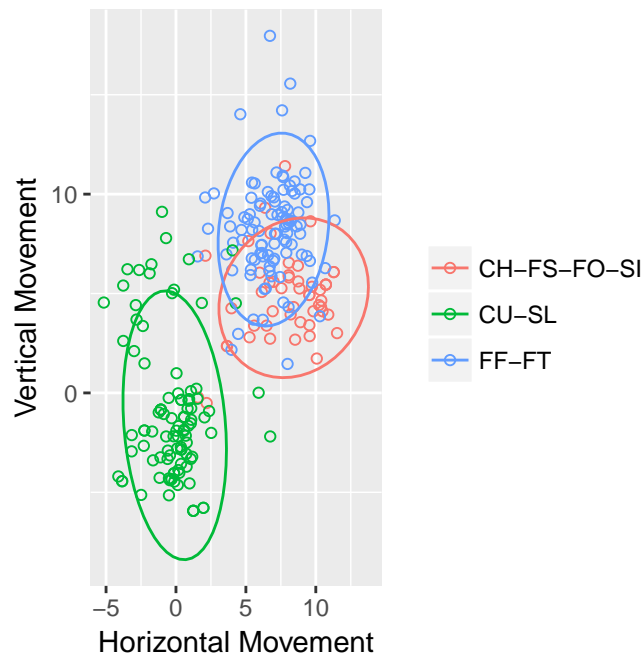 Vertical Movement
10
0
−5
0
5
10
Horizontal Movement
CH−FS−FO−SI
CU−SL
FF−FT